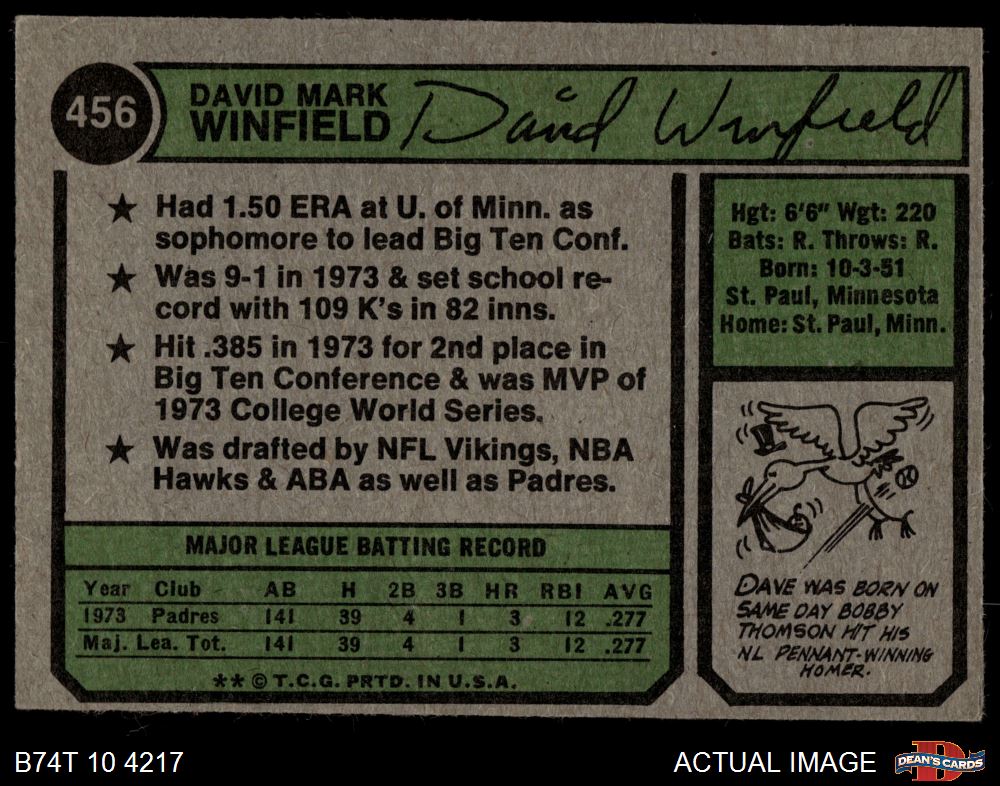 456
DAVID MARK
WINFIELD
David Winfield
★ Had 1.50 ERA at U. of Minn. as
sophomore to lead Big Ten Conf.
★ Was 9-1 in 1973 & set school re-
cord with 109 K's in 82 inns.
★ Hit .385 in 1973 for 2nd place in
Big Ten Conference & was MVP of
1973 College World Series.
★ Was drafted by NFL Vikings, NBA
Hawks & ABA as well as Padres.
Hgt: 6'6" Wgt: 220
Bats: R. Throws: R.
Born: 10-3-51
St. Paul, Minnesota
Home: St. Paul, Minn.
DAVE WAS BORN ON
SAME DAY BOBBY
THOMSON HIT HIS
NL PENNANT-WINNING
HOMER.
MAJOR LEAGUE BATTING RECORD
Year Club AB H 2B 3B HR RBI AVG
1973 Padres 141 39 4 1 3 12 .277
Maj. Lea. Tot. 141 39 4 1 3 12 .277
** © T.C.G. PRTD. IN U.S.A.
B74T 10 4217
ACTUAL IMAGE
DEAN'S CARDS